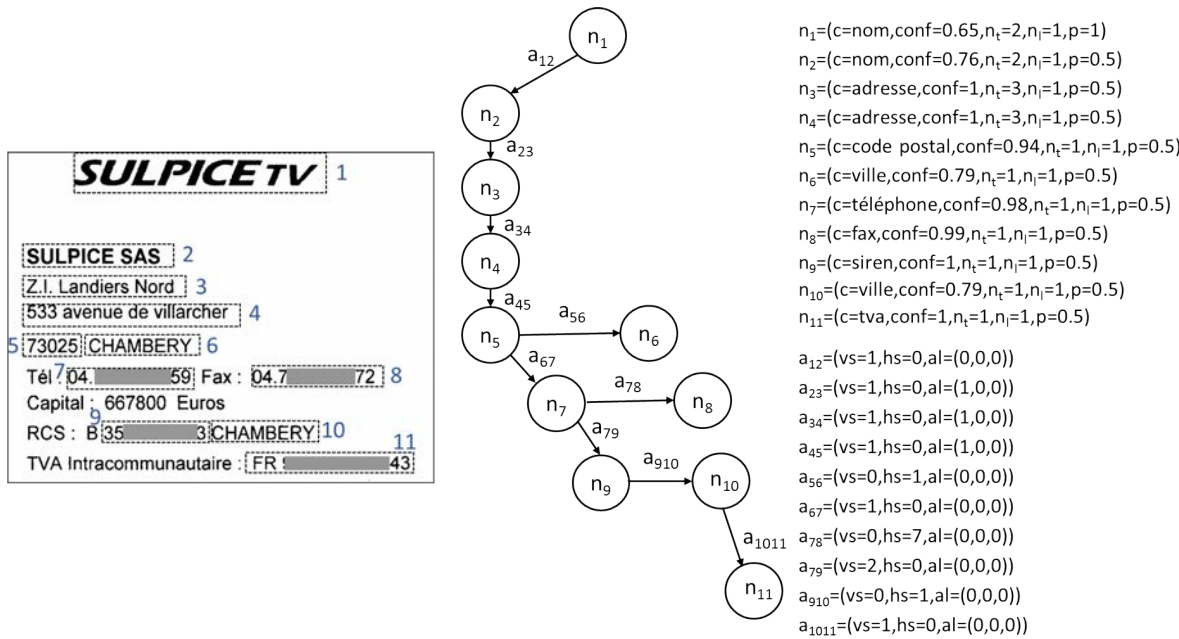 SULPICE TV 1
SULPICE SAS 2
Z.I. Landiers Nord 3
533 avenue de villarcher 4
5 73025 CHAMBERY 6
7
Tél : 04. 59 Fax : 04.7 72 8
Capital : 667800 Euros
9
RCS : B 35 3 CHAMBERY 10
11
TVA Intracommunautaire : FR 43
n1
a12
n2
a23
n3
a34
n4
a45
n5
a56
n6
a67
n7
a78
n8
a79
n9
a910
n10
a1011
n11
n1=(c=nom,conf=0.65,nt=2,nl=1,p=1)
n2=(c=nom,conf=0.76,nt=2,nl=1,p=0.5)
n3=(c=adresse,conf=1,nt=3,nl=1,p=0.5)
n4=(c=adresse,conf=1,nt=3,nl=1,p=0.5)
n5=(c=code postal,conf=0.94,nt=1,nl=1,p=0.5)
n6=(c=ville,conf=0.79,nt=1,nl=1,p=0.5)
n7=(c=téléphone,conf=0.98,nt=1,nl=1,p=0.5)
n8=(c=fax,conf=0.99,nt=1,nl=1,p=0.5)
n9=(c=siren,conf=1,nt=1,nl=1,p=0.5)
n10=(c=ville,conf=0.79,nt=1,nl=1,p=0.5)
n11=(c=tva,conf=1,nt=1,nl=1,p=0.5)
a12=(vs=1,hs=0,al=(0,0,0))
a23=(vs=1,hs=0,al=(1,0,0))
a34=(vs=1,hs=0,al=(1,0,0))
a45=(vs=1,hs=0,al=(1,0,0))
a56=(vs=0,hs=1,al=(0,0,0))
a67=(vs=1,hs=0,al=(0,0,0))
a78=(vs=0,hs=7,al=(0,0,0))
a79=(vs=2,hs=0,al=(0,0,0))
a910=(vs=0,hs=1,al=(0,0,0))
a1011=(vs=1,hs=0,al=(0,0,0))